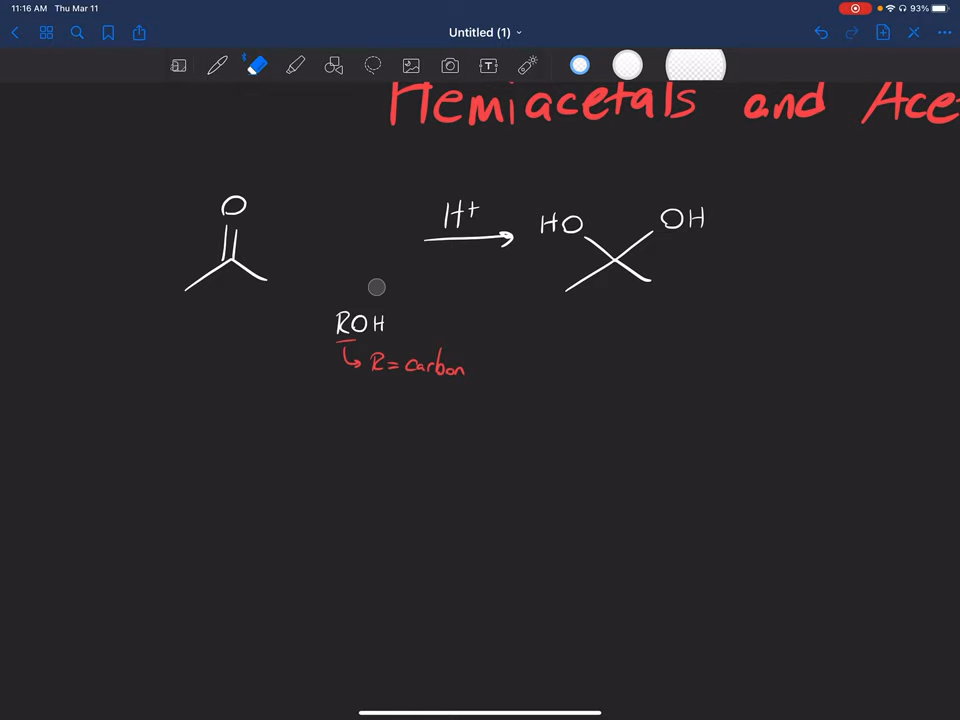 11:16 AM Thu Mar 11
93%
Untitled (1)
T
Hemiacetals and Ace
O
H+
HO
OH
ROH
R = carbon